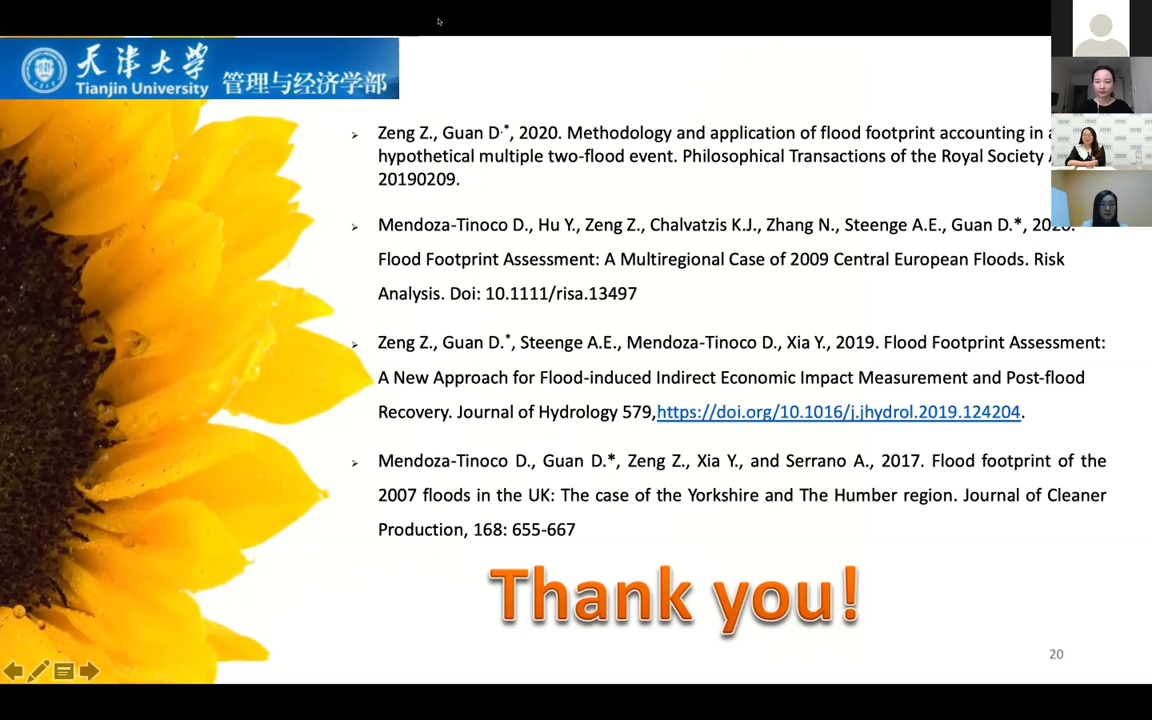 天津大学
Tianjin University
管理与经济学部
Zeng Z., Guan D.*, 2020. Methodology and application of flood footprint accounting in
hypothetical multiple two-flood event. Philosophical Transactions of the Royal Society
20190209.
Mendoza-Tinoco D., Hu Y., Zeng Z., Chalvatzis K.J., Zhang N., Steenge A.E., Guan D.*, 2020.
Flood Footprint Assessment: A Multiregional Case of 2009 Central European Floods. Risk
Analysis. Doi: 10.1111/risa.13497
Zeng Z., Guan D.*, Steenge A.E., Mendoza-Tinoco D., Xia Y., 2019. Flood Footprint Assessment:
A New Approach for Flood-induced Indirect Economic Impact Measurement and Post-flood
Recovery. Journal of Hydrology 579,https://doi.org/10.1016/j.jhydrol.2019.124204.
Mendoza-Tinoco D., Guan D.*, Zeng Z., Xia Y., and Serrano A., 2017. Flood footprint of the
2007 floods in the UK: The case of the Yorkshire and The Humber region. Journal of Cleaner
Production, 168: 655-667
Thank you!
20